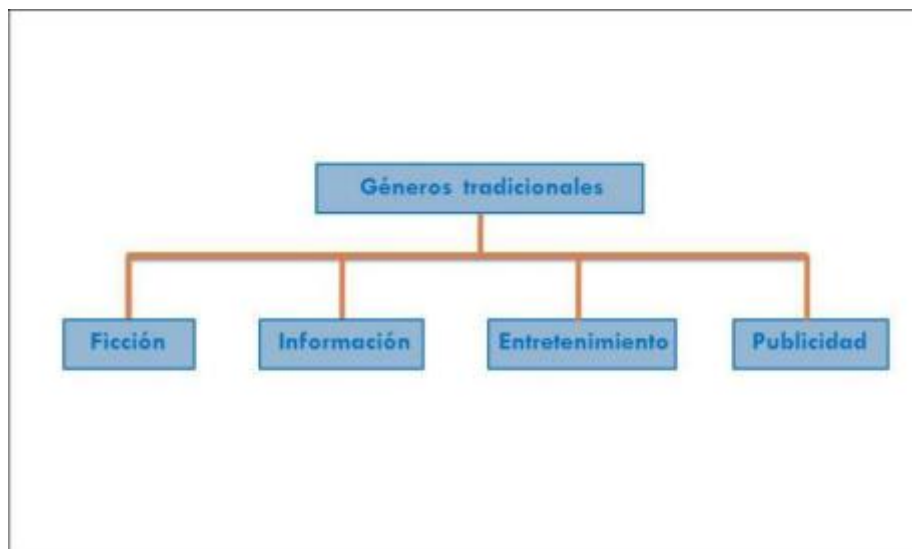 Géneros tradicionales
Ficción
Información
Entretenimiento
Publicidad